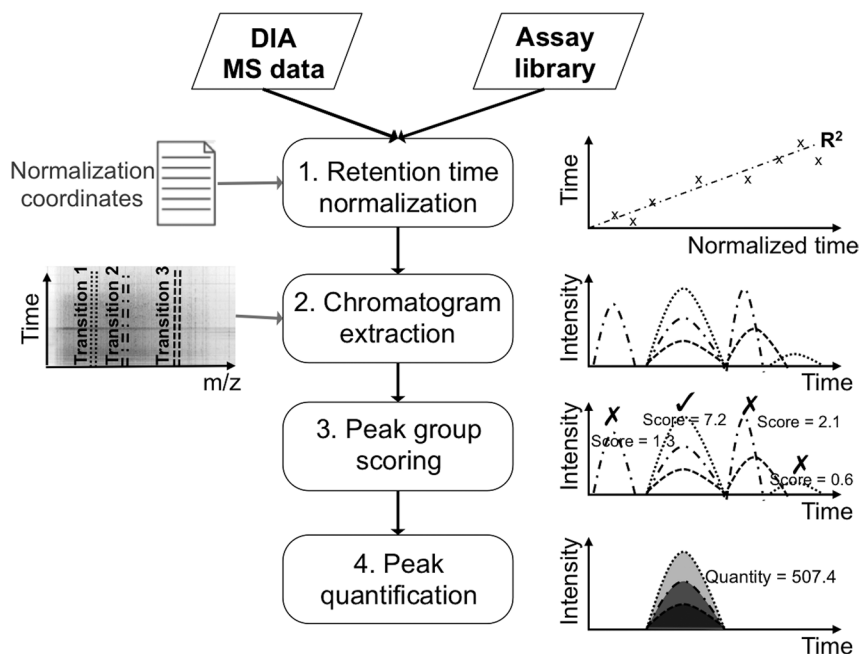 DIA
MS data
Assay
library
Normalization
coordinates
1. Retention time
normalization
Time
R²
x x x x x x x x
Normalized time
Time
Transition 1
Transition 2
Transition 3
m/z
2. Chromatogram
extraction
Intensity
Time
3. Peak group
scoring
Intensity
✗ ✓ ✗
Score = 1.3
Score = 7.2
Score = 2.1
✗
Score = 0.6
Time
4. Peak
quantification
Intensity
Quantity = 507.4
Time